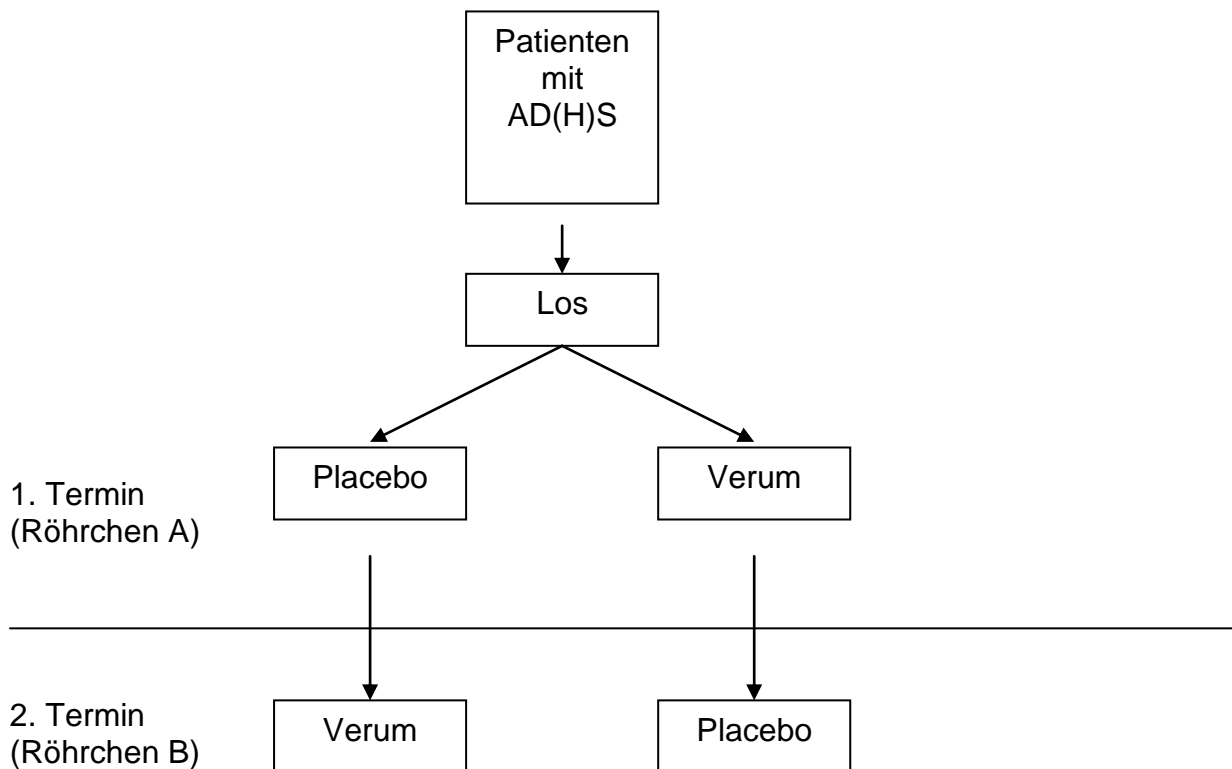 Patienten
mit
AD(H)S
Los
Placebo
Verum
1. Termin
(Röhrchen A)
2. Termin
(Röhrchen B)
Verum
Placebo